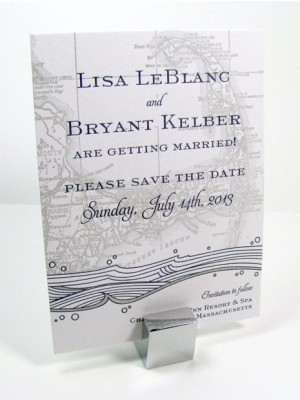 Lisa LeBlanc
and
Bryant Kelber
are getting married!
please save the date
Sunday, July 14th, 2013
Invitation to follow
Resort & Spa
Massachusetts